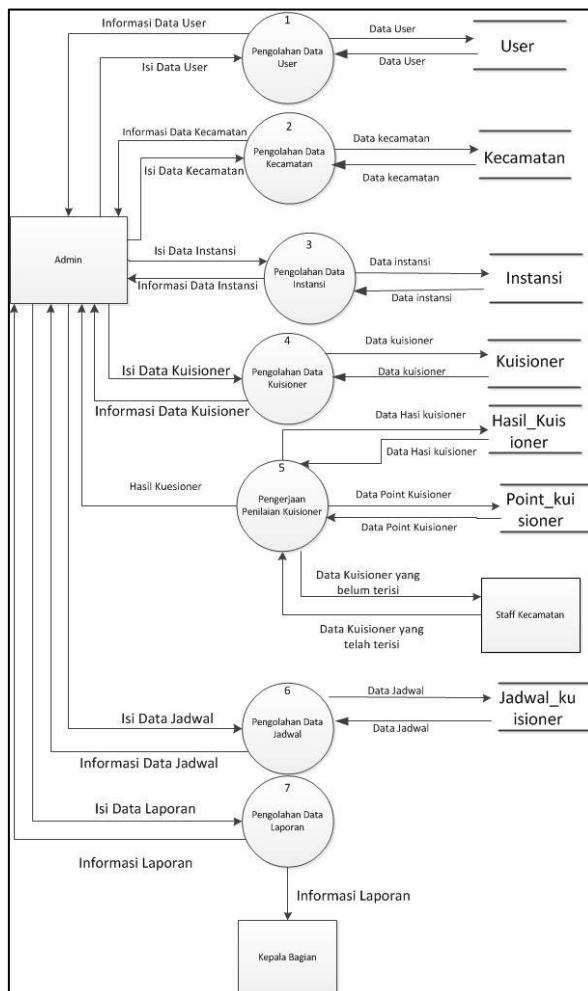 Informasi Data User
Isi Data User
1
Pengolahan Data
User
Data User
Data User
User
Informasi Data Kecamatan
Isi Data Kecamatan
2
Pengolahan Data
Kecamatan
Data kecamatan
Data kecamatan
Kecamatan
Admin
Isi Data Instansi
Informasi Data Instansi
3
Pengolahan Data
Instansi
Data instansi
Data instansi
Instansi
Isi Data Kuisioner
Informasi Data Kuisioner
4
Pengolahan Data
Kuisioner
Data kuisioner
Data kuisioner
Kuisioner
Data Hasi kuisioner
Data Hasi kuisioner
Hasil_Kuis
ioner
Hasil Kuesioner
5
Pengerjaan
Penilaian Kuisioner
Data Point Kuisioner
Data Point Kuisioner
Point_kui
sioner
Data Kuisioner yang
belum terisi
Data Kuisioner yang
telah terisi
Staff Kecamatan
Isi Data Jadwal
Informasi Data Jadwal
6
Pengolahan Data
Jadwal
Data Jadwal
Data Jadwal
Jadwal_ku
isioner
Isi Data Laporan
Informasi Laporan
7
Pengolahan Data
Laporan
Informasi Laporan
Kepala Bagian